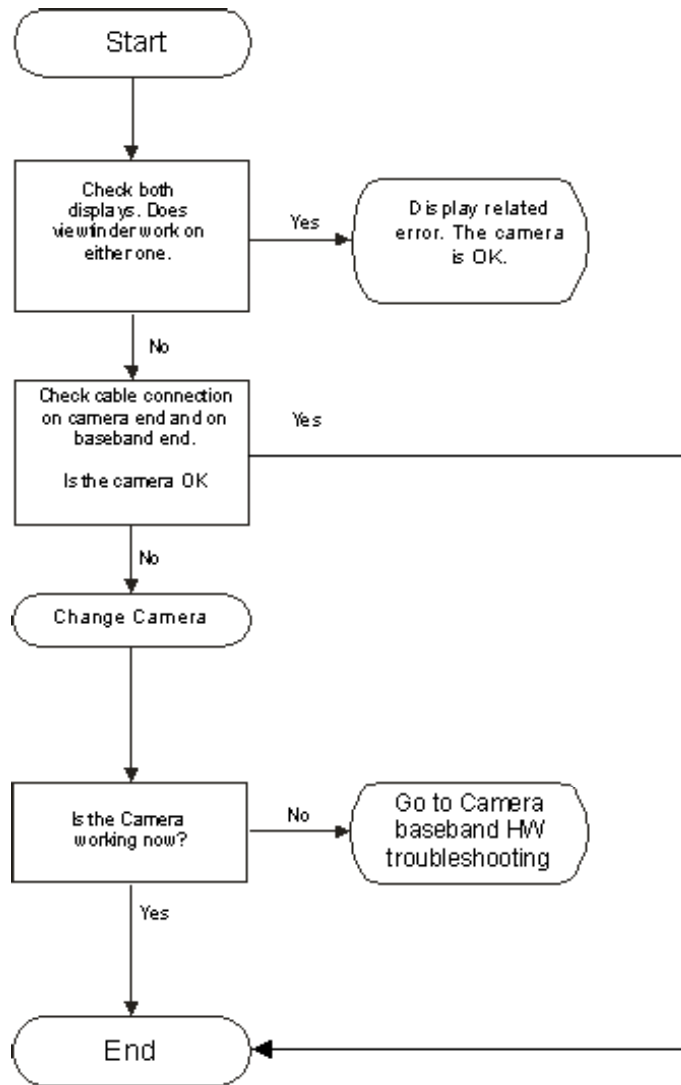 Start
Check both
displays. Does
viewfinder work on
either one.
Yes
Display related
error. The camera
is OK.
No
Check cable connection
on camera end and on
baseband end.
Is the camera OK
Yes
No
Change Camera
Is the Camera
working now?
No
Go to Camera
baseband HW
troubleshooting
Yes
End